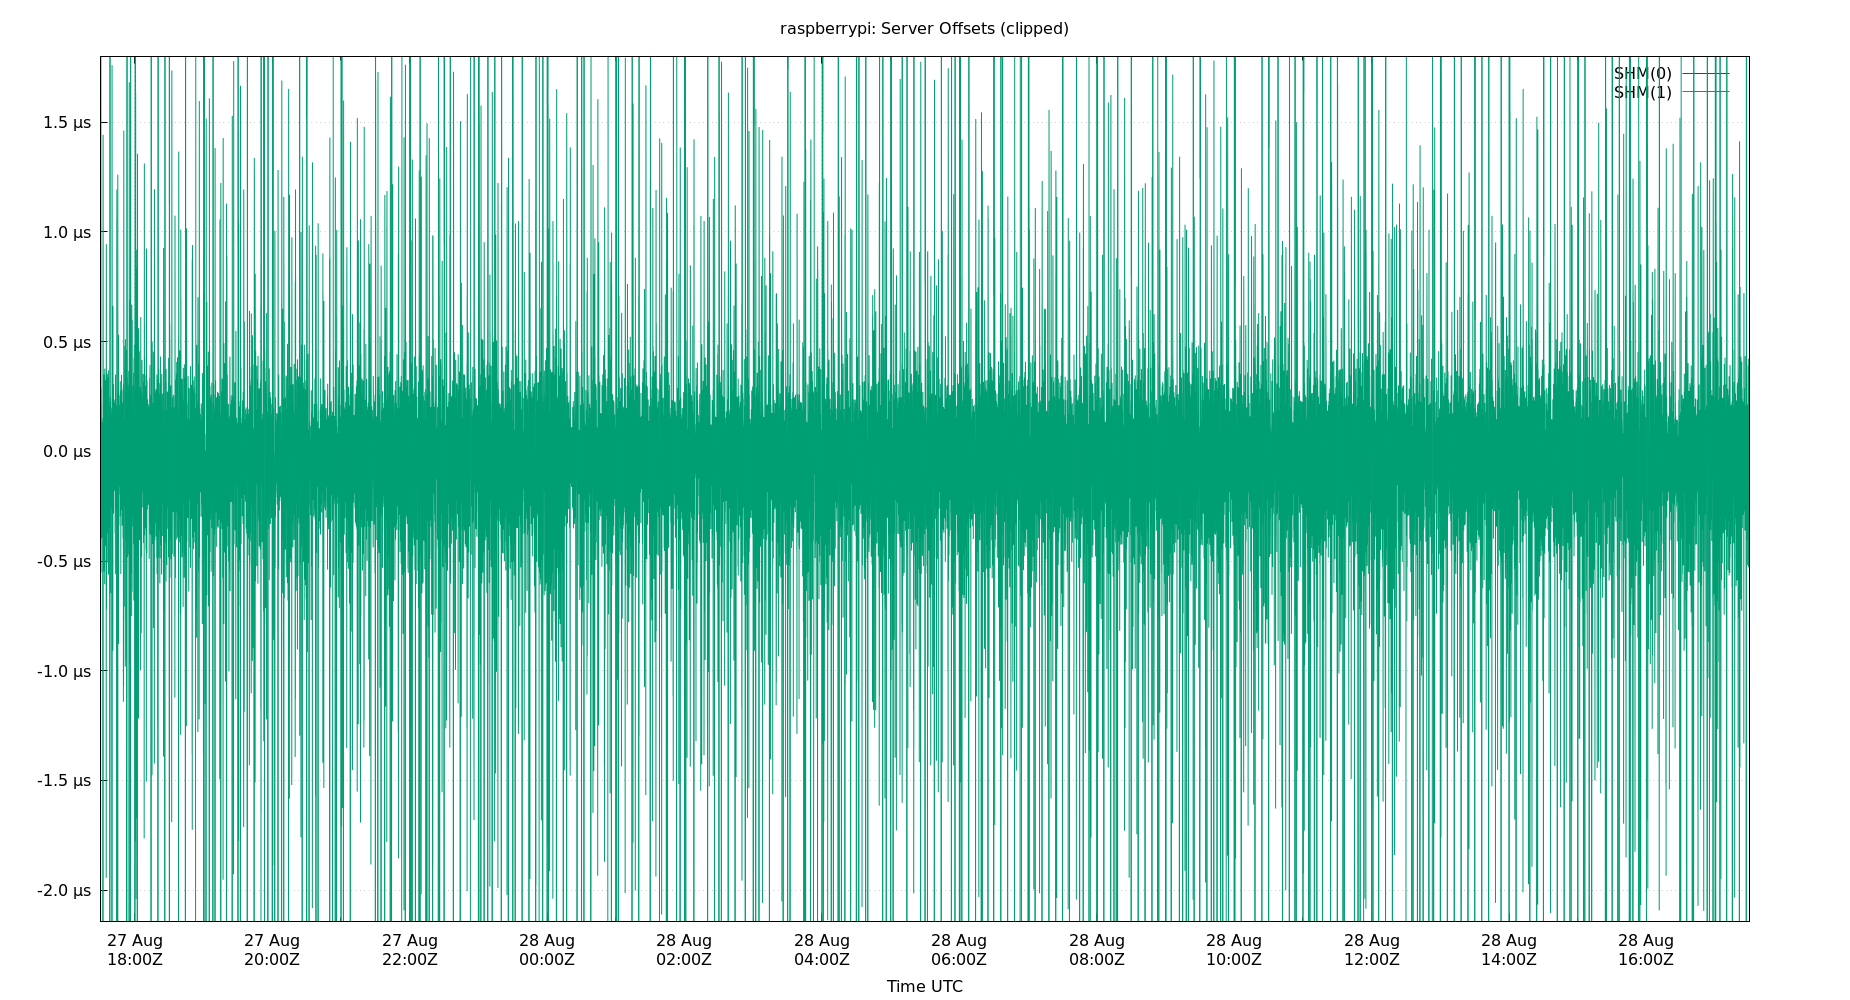 raspberrypi: Server Offsets (clipped)
SHM(0)
SHM(1)
1.5 µs
1.0 µs
0.5 µs
0.0 µs
-0.5 µs
-1.0 µs
-1.5 µs
-2.0 µs
27 Aug 27 Aug 27 Aug 28 Aug 28 Aug 28 Aug 28 Aug 28 Aug 28 Aug 28 Aug 28 Aug 28 Aug
18:00Z 20:00Z 22:00Z 00:00Z 02:00Z 04:00Z 06:00Z 08:00Z 10:00Z 12:00Z 14:00Z 16:00Z
Time UTC